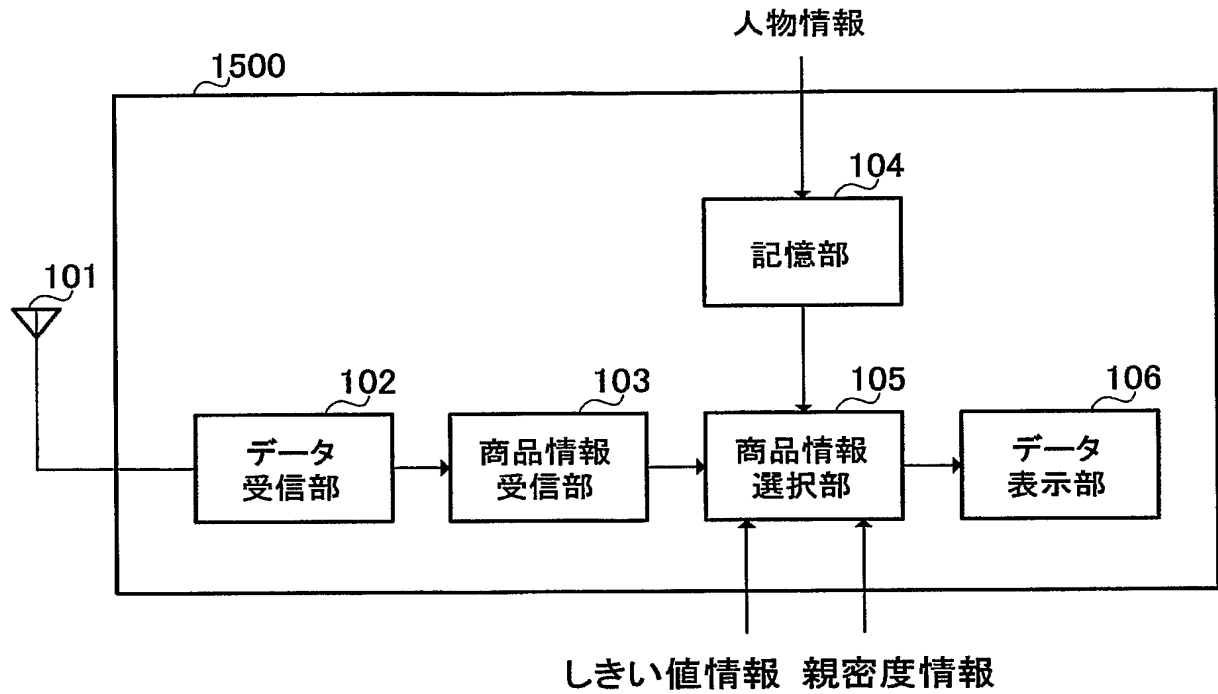 人物情報
1500
104
記憶部
101
102
データ
受信部
103
商品情報
受信部
105
商品情報
選択部
106
データ
表示部
しきい値情報 親密度情報